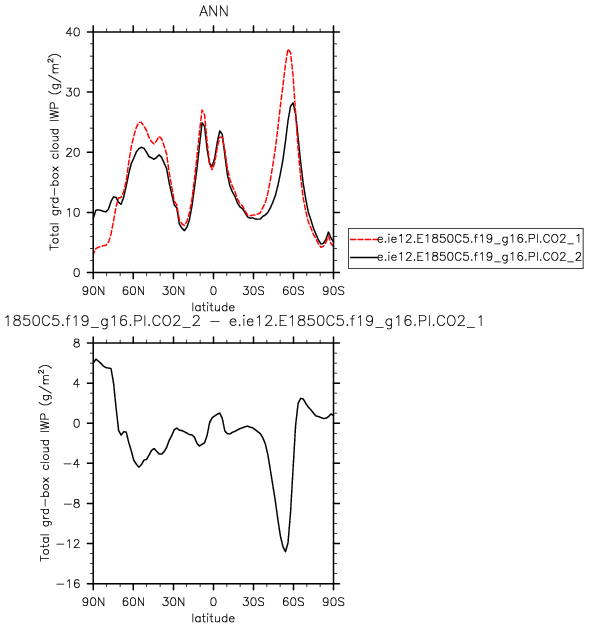 ANN
Total grd-box cloud IWP (g/m²)
40
30
20
10
0
90N 60N 30N 0 30S 60S 90S
latitude
e.ie12.E1850C5.f19_g16.PI.CO2_1
e.ie12.E1850C5.f19_g16.PI.CO2_2
1850C5.f19_g16.PI.CO2_2 − e.ie12.E1850C5.f19_g16.PI.CO2_1
Total grd-box cloud IWP (g/m²)
8
4
0
−4
−8
−12
−16
90N 60N 30N 0 30S 60S 90S
latitude